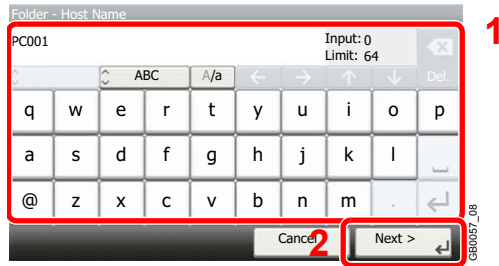 Folder - Host Name
1
PC001
Input: 0
Limit: 64
ABC
A/a
Del.
q w e r t y u i o p
a s d f g h j k l
@ z x c v b n m .
2
Cancel
Next >
GB0057_08